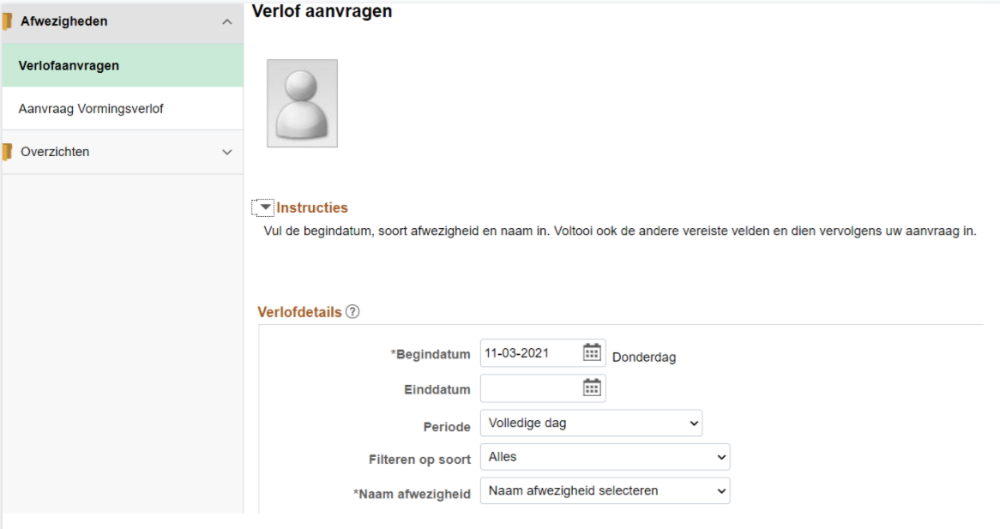 Afwezigheden
Verlofaanvragen
Aanvraag Vormingsverlof
Overzichten
Verlof aanvragen
Instructies
Vul de begindatum, soort afwezigheid en naam in. Voltooi ook de andere vereiste velden en dien vervolgens uw aanvraag in.
Verlofdetails ?
*Begindatum 11-03-2021 Donderdag
Einddatum
Periode Volledige dag
Filteren op soort Alles
*Naam afwezigheid Naam afwezigheid selecteren